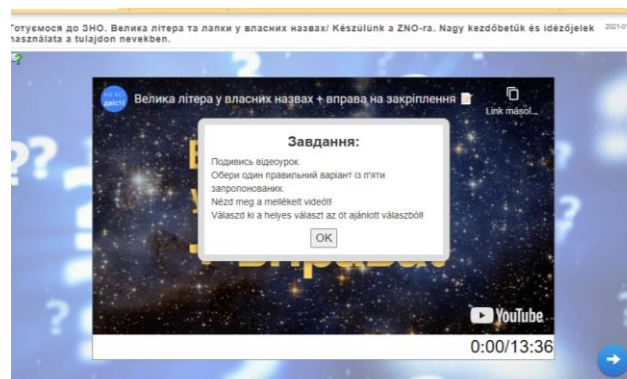 Готуємося до ЗНО. Велика літера та лапки у власних назвах/ Készülünk a ZNO-ra. Nagy kezdőbetűk és idézőjelek
használata a tulajdon nevekben.
2021-01
Велика літера у власних назвах + вправа на закріплення
Link másol...
Завдання:
Подивись відеоурок.
Обери один правильний варіант із п'яти
запропонованих.
Nézd meg a mellékelt videót!
Válaszd ki a helyes választ az öt ajánlott válaszból!
OK
YouTube
0:00/13:36